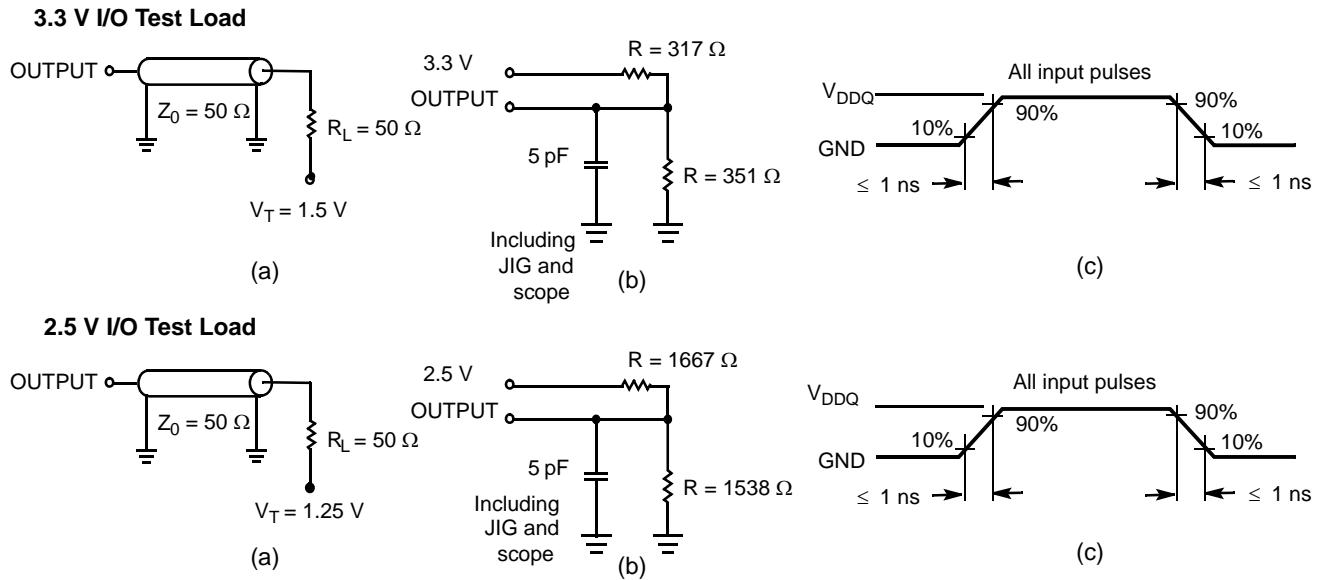 3.3 V I/O Test Load
OUTPUT
Z0 = 50 Ω
RL = 50 Ω
VT = 1.5 V
(a)
3.3 V
OUTPUT
R = 317 Ω
5 pF
R = 351 Ω
Including
JIG and
scope
(b)
All input pulses
VDDQ
GND
10%
90%
90%
10%
≤ 1 ns
≤ 1 ns
(c)
2.5 V I/O Test Load
OUTPUT
Z0 = 50 Ω
RL = 50 Ω
VT = 1.25 V
(a)
2.5 V
OUTPUT
R = 1667 Ω
5 pF
R = 1538 Ω
Including
JIG and
scope
(b)
All input pulses
VDDQ
GND
10%
90%
90%
10%
≤ 1 ns
≤ 1 ns
(c)